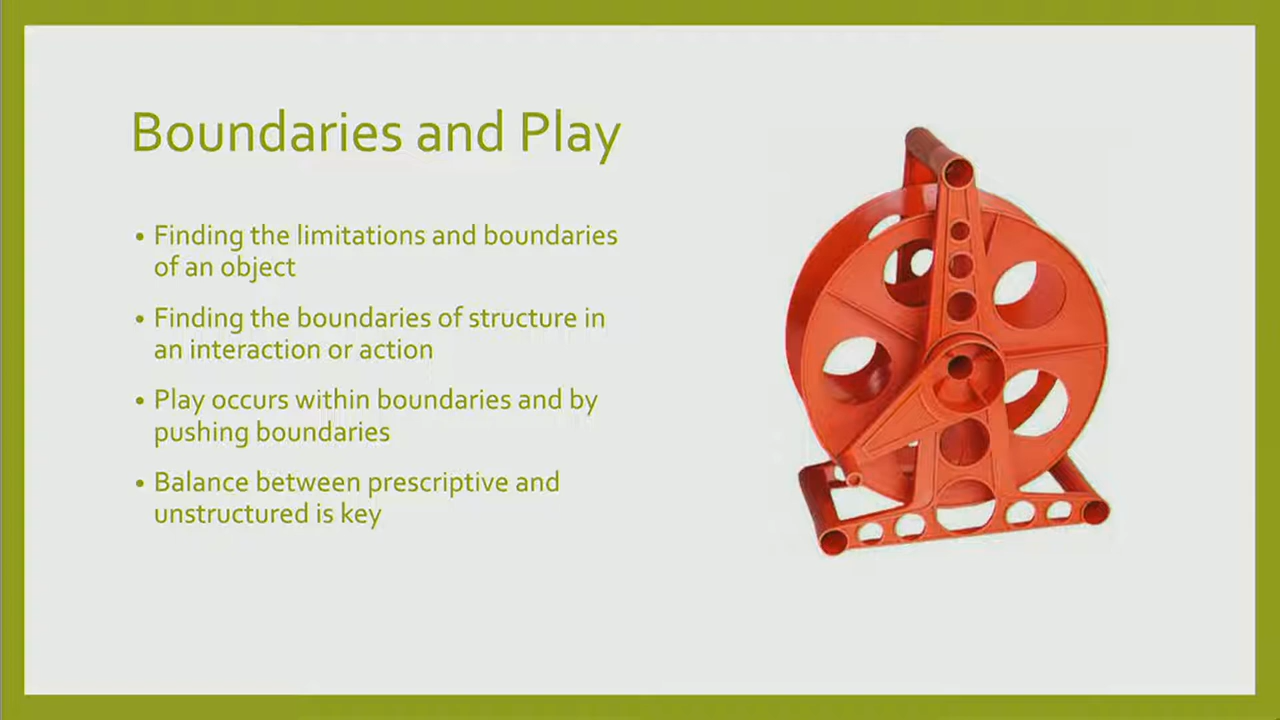 Boundaries and Play
• Finding the limitations and boundaries
of an object
• Finding the boundaries of structure in
an interaction or action
• Play occurs within boundaries and by
pushing boundaries
• Balance between prescriptive and
unstructured is key